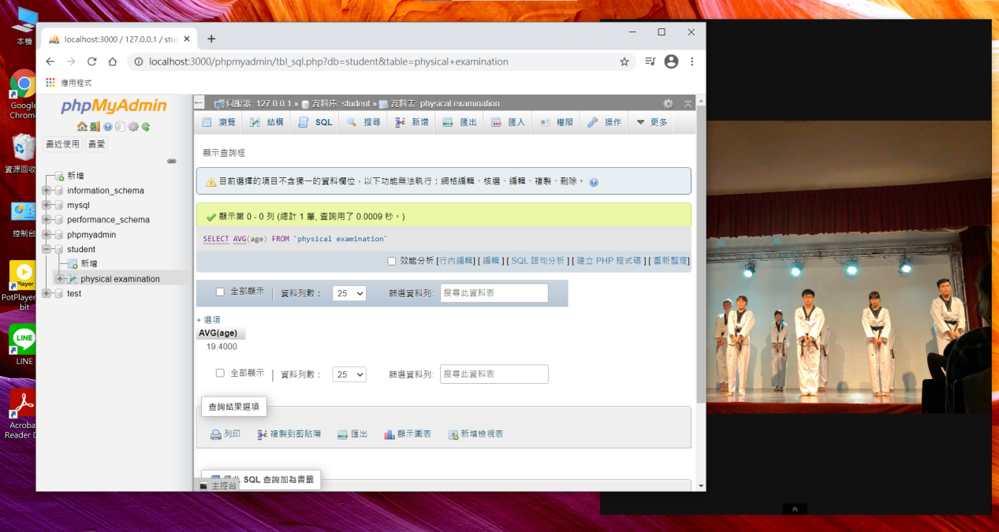 本機
Google
Chrom
資源回收
控制台
Player
PotPlayer
bit
LINE
LINE
Acroba
Reader D
localhost:3000 / 127.0.0.1 / stu
localhost:3000/phpmyadmin/tbl_sql.php?db=student&table=physical+examination
應用程式
phpMyAdmin
最近使用 最愛
新增
information_schema
mysql
performance_schema
phpmyadmin
student
新增
physical examination
test
伺服器: 127.0.0.1 » 資料庫: student » 資料表: physical examination
瀏覽 結構 SQL 搜尋 新增 匯出 匯入 權限 操作 更多
顯示查詢框
目前選擇的項目不含獨一的資料欄位，以下功能無法執行：網格編輯、核選、編輯、複製、刪除。
顯示第 0 - 0 列 (總計 1 筆, 查詢用了 0.0009 秒。)
SELECT AVG(age) FROM `physical examination`
效能分析 [行內編輯] [ 編輯 ] [ SQL 語句分析 ] [ 建立 PHP 程式碼 ] [ 重新整理]
全部顯示 | 資料列數： 25 篩選資料列: 搜尋此資料表
+ 選項
AVG(age)
19.4000
全部顯示 | 資料列數： 25 篩選資料列: 搜尋此資料表
查詢結果選項
列印 複製到剪貼簿 匯出 顯示圖表 新增檢視表
SQL 查詢加為書籤
主控台